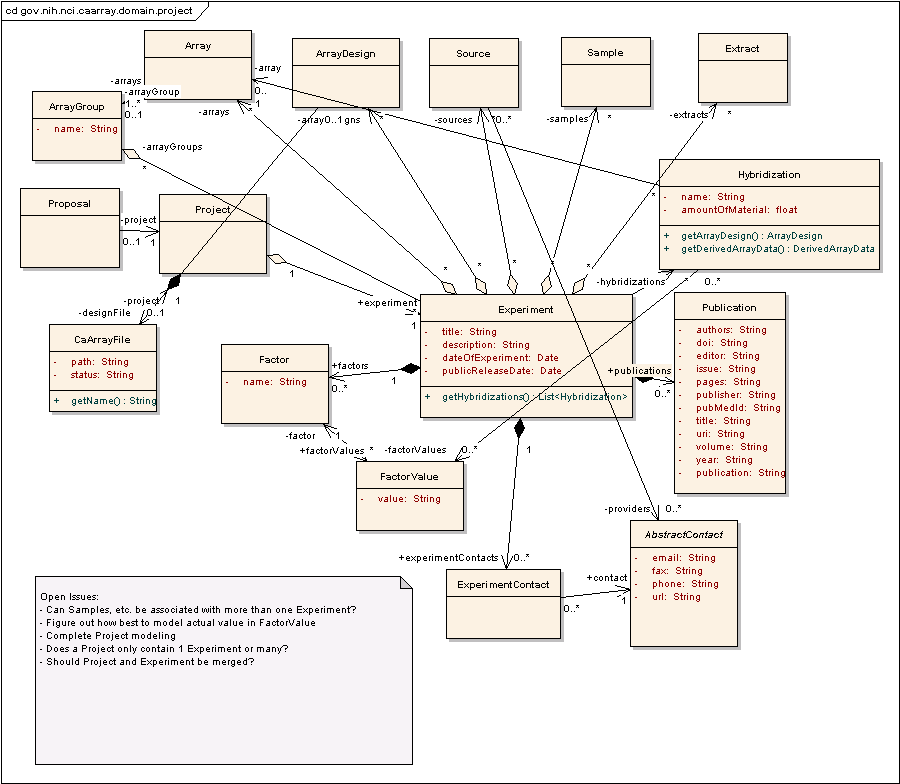 cd gov.nih.nci.caarray.domain.project
Array
ArrayDesign
Source
Sample
Extract
-array
0..
1
-arrays
-arrayGroup
1..*
0..1
-arrays
*
ArrayGroup
- name: String
-arrayGroups
*
-array0..1gns
*
-sources
*0..*
-samples
*
-extracts
*
Hybridization
- name: String
- amountOfMaterial: float
+ getArrayDesign() : ArrayDesign
+ getDerivedArrayData() : DerivedArrayData
*
Proposal
-project
0..1
1
Project
1
* * * * *
-hybridizations
*
0..*
-project
1
-designFile
0..1
+experiment
*
1
Experiment
- title: String
- description: String
- dateOfExperiment: Date
- publicReleaseDate: Date
+ getHybridizations() : List<Hybridization>
Publication
- authors: String
- doi: String
- editor: String
- issue: String
- pages: String
- publisher: String
- pubMedId: String
- title: String
- uri: String
- volume: String
- year: String
- publication: String
+publications
0..*
CaArrayFile
- path: String
- status: String
+ getName() : String
Factor
- name: String
+factors
0..*
1
-factor
1
+factorValues
*
-factorValues
0..*
1
FactorValue
- value: String
-providers
0..*
AbstractContact
- email: String
- fax: String
- phone: String
- url: String
+experimentContacts
0..*
ExperimentContact
+contact
0..*
1
Open Issues:
- Can Samples, etc. be associated with more than one Experiment?
- Figure out how best to model actual value in FactorValue
- Complete Project modeling
- Does a Project only contain 1 Experiment or many?
- Should Project and Experiment be merged?